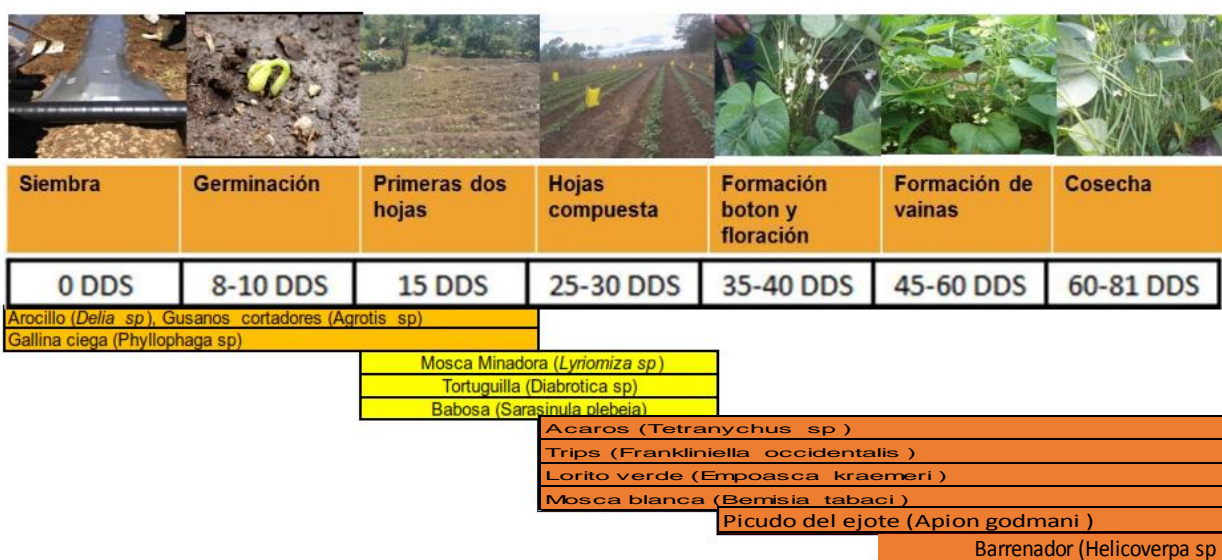 Siembra
Germinación
Primeras dos
hojas
Hojas
compuesta
Formación
boton y
floración
Formación de
vainas
Cosecha
0 DDS
8-10 DDS
15 DDS
25-30 DDS
35-40 DDS
45-60 DDS
60-81 DDS
Arocillo (Delia sp), Gusanos cortadores (Agrotis sp)
Gallina ciega (Phyllophaga sp)
Mosca Minadora (Lyriomiza sp)
Tortuguilla (Diabrotica sp)
Babosa (Sarasinula plebeia)
Acaros (Tetranychus sp)
Trips (Frankliniella occidentalis)
Lorito verde (Empoasca kraemeri)
Mosca blanca (Bemisia tabaci)
Picudo del ejote (Apion godmani)
Barrenador (Helicoverpa sp